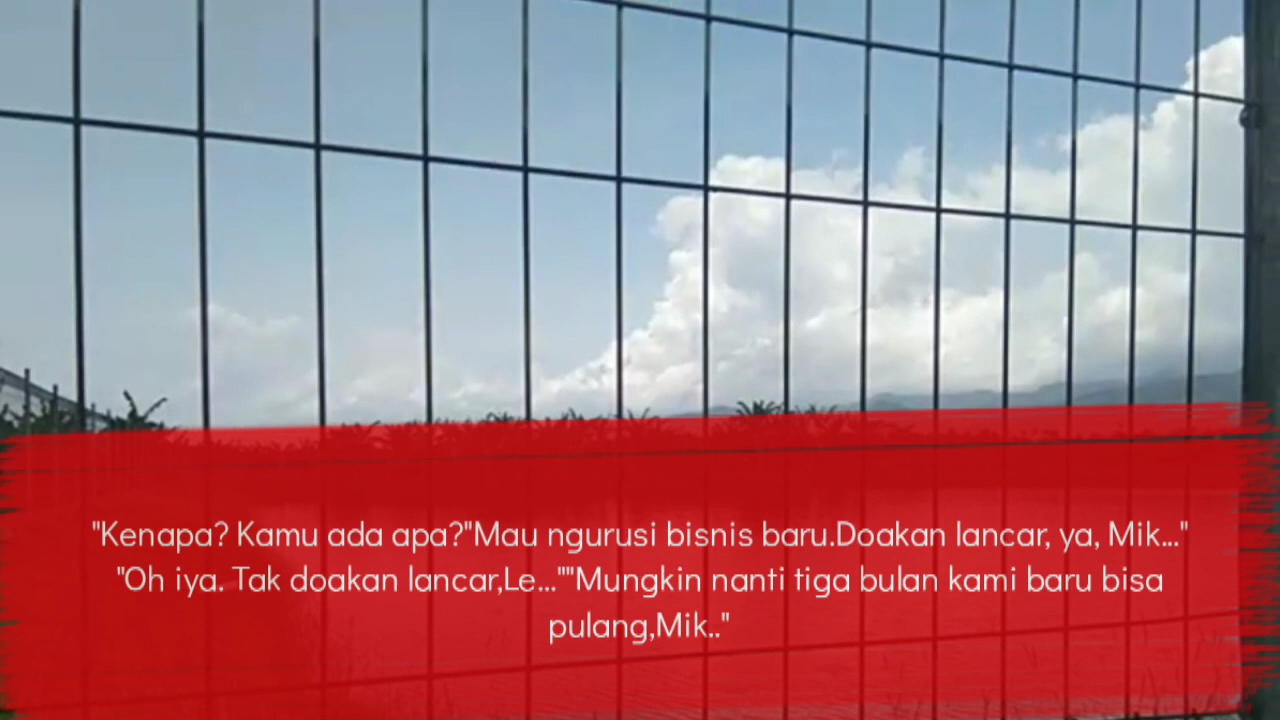 "Kenapa? Kamu ada apa?"Mau ngurusi bisnis baru.Doakan lancar, ya, Mik..."
"Oh iya. Tak doakan lancar,Le...""Mungkin nanti tiga bulan kami baru bisa
pulang,Mik.."